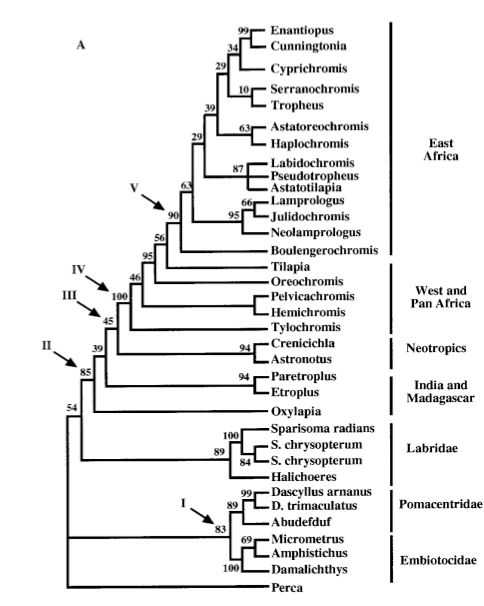 A
99 Enantiopus
34 Cunningtonia
29 Cyprichromis
10 Serranochromis
Tropheus
39
63 Astatoreochromis
Haplochromis
29
87 Labidochromis
Pseudotropheus
Astatotilapia
63
66 Lamprologus
95 Julidochromis
Neolamprologus
V
90 Boulengerochromis
East
Africa
56 Tilapia
95 Oreochromis
46 Pelvicachromis
Hemichromis
IV
100 Tylochromis
West and
Pan Africa
III
45
94 Crenicichla
Astronotus
Neotropics
39
94 Paretroplus
Etroplus
II
85 Oxylapia
India and
Madagascar
54
100 Sparisoma radians
S. chrysopterum
84 S. chrysopterum
89 Halichoeres
Labridae
I
99 Dascyllus arnanus
89 D. trimaculatus
83 Abudefduf
Pomacentridae
69 Micrometrus
Amphistichus
100 Damalichthys
Embiotocidae
Perca